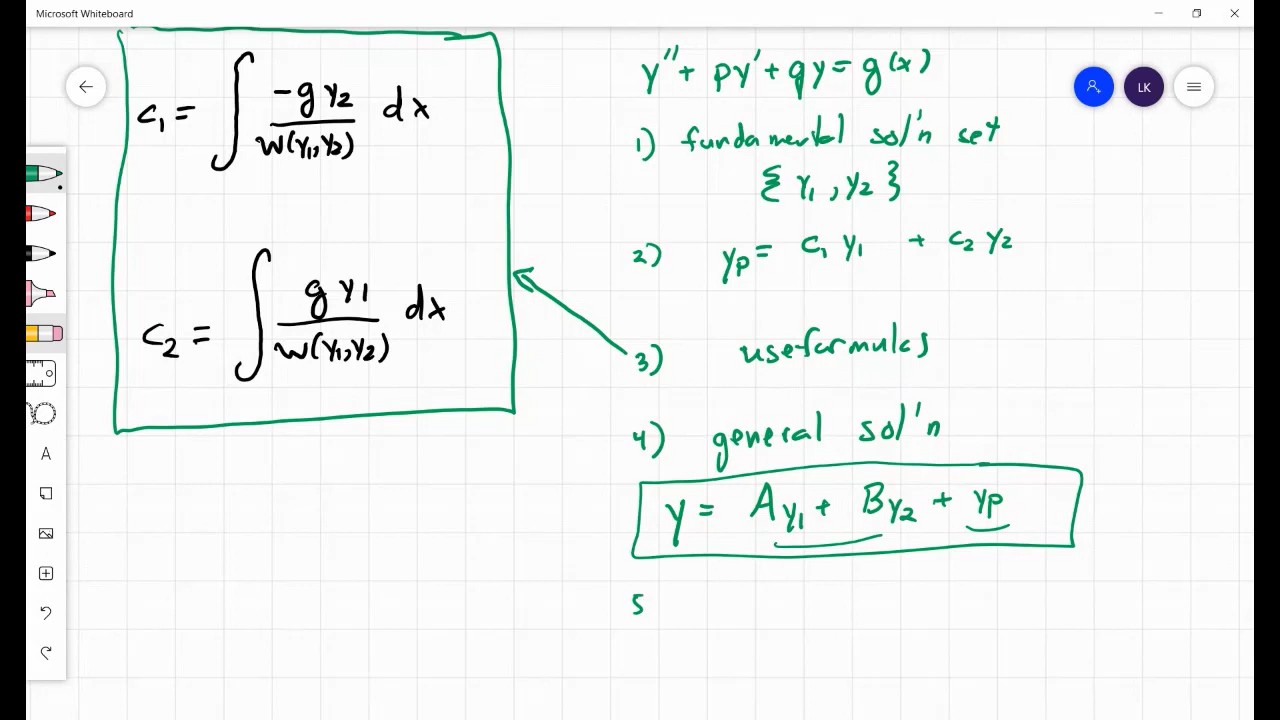 Microsoft Whiteboard
LK
c₁ = ∫ -g y₂ / W(y₁, y₂) dx
c₂ = ∫ g y₁ / W(y₁, y₂) dx
y'' + py' + qy = g(x)
1) fundamental sol'n set
{ y₁, y₂ }
2) yp = c₁ y₁ + c₂ y₂
3) use formulas
4) general sol'n
y = Ay₁ + By₂ + yp
5
A